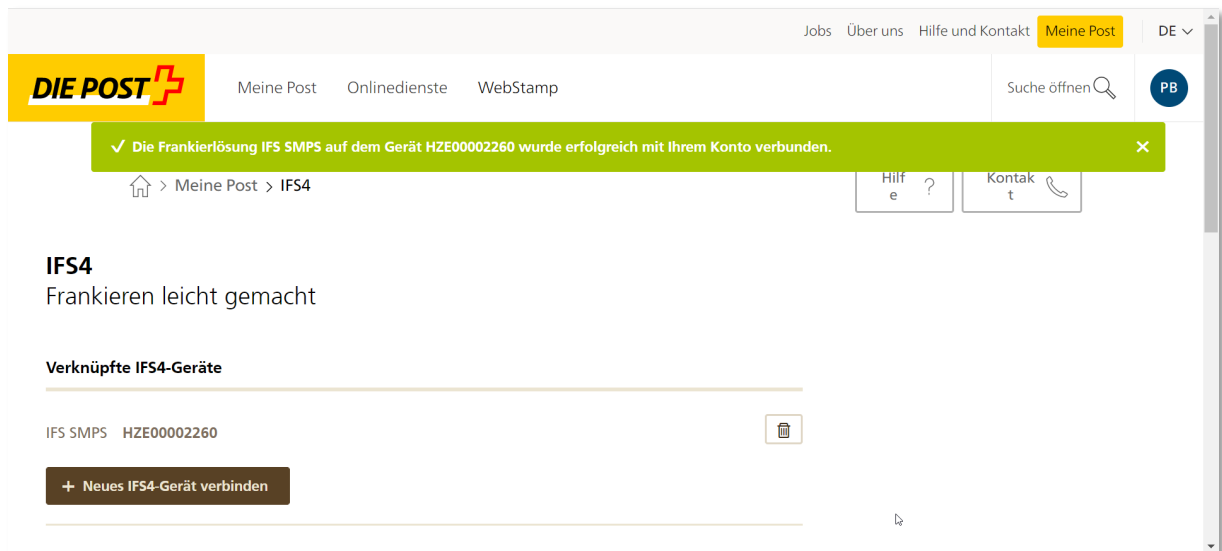 Jobs Über uns Hilfe und Kontakt Meine Post DE
DIE POST Meine Post Onlinedienste WebStamp Suche öffnen PB
Die Frankierlösung IFS SMPS auf dem Gerät HZE00002260 wurde erfolgreich mit Ihrem Konto verbunden.
> Meine Post > IFS4
Hilf
e ?
Kontak
t
IFS4
Frankieren leicht gemacht
Verknüpfte IFS4-Geräte
IFS SMPS HZE00002260
+ Neues IFS4-Gerät verbinden